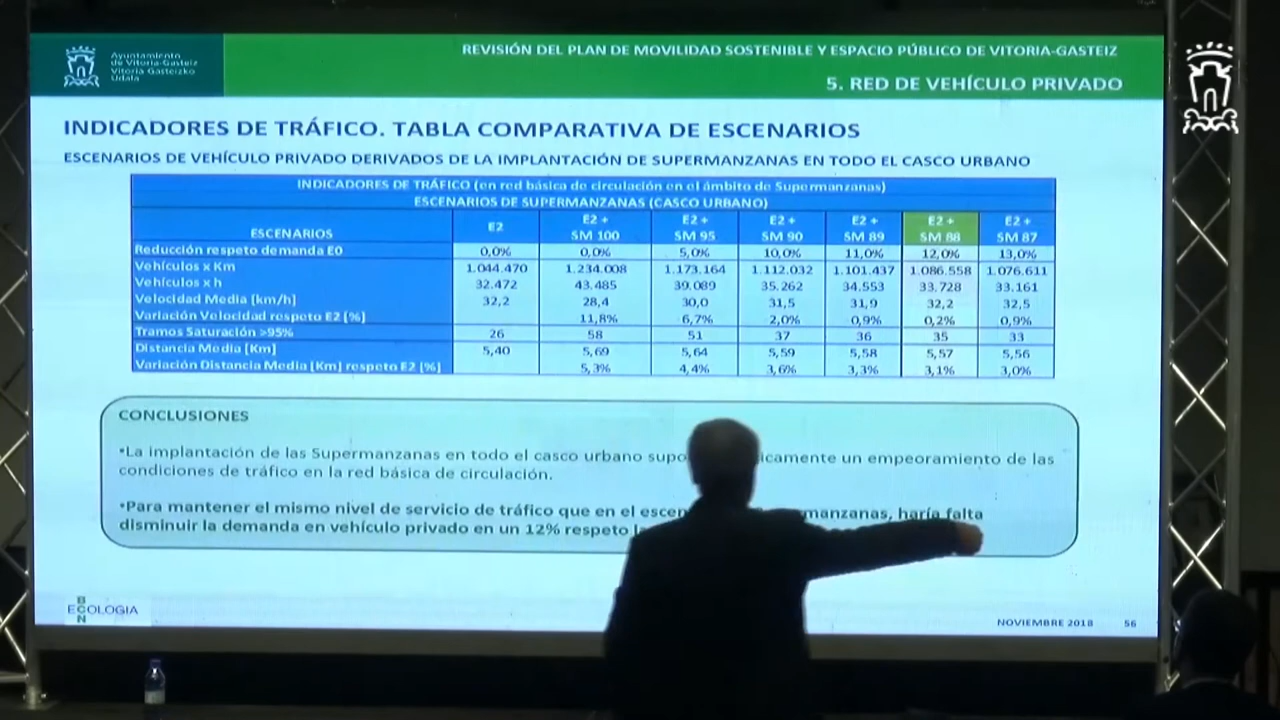 Ayuntamiento
de Vitoria-Gasteiz
Vitoria-Gasteizko
Udala
REVISIÓN DEL PLAN DE MOVILIDAD SOSTENIBLE Y ESPACIO PÚBLICO DE VITORIA-GASTEIZ
5. RED DE VEHÍCULO PRIVADO
INDICADORES DE TRÁFICO. TABLA COMPARATIVA DE ESCENARIOS
ESCENARIOS DE VEHÍCULO PRIVADO DERIVADOS DE LA IMPLANTACIÓN DE SUPERMANZANAS EN TODO EL CASCO URBANO
INDICADORES DE TRÁFICO (en red básica de circulación en el ámbito de Supermanzanas)
ESCENARIOS DE SUPERMANZANAS (CASCO URBANO)
ESCENARIOS E2 E2 + SM 100 E2 + SM 95 E2 + SM 90 E2 + SM 89 E2 + SM 88 E2 + SM 87
Reducción respeto demanda E0 0,0% 0,0% 5,0% 10,0% 11,0% 12,0% 13,0%
Vehículos x Km 1.044.470 1.234.008 1.173.164 1.112.032 1.101.437 1.086.558 1.076.611
Vehículos x h 32.472 43.485 39.089 35.262 34.553 33.728 33.161
Velocidad Media [km/h] 32,2 28,4 30,0 31,5 31,9 32,2 32,5
Variación Velocidad respeto E2 [%] 11,8% 6,7% 2,0% 0,9% 0,2% 0,9%
Tramos Saturación >95% 26 58 51 37 36 35 33
Distancia Media [Km] 5,40 5,69 5,64 5,59 5,58 5,57 5,56
Variación Distancia Media [Km] respeto E2 [%] 5,3% 4,4% 3,6% 3,3% 3,1% 3,0%
CONCLUSIONES
•La implantación de las Supermanzanas en todo el casco urbano un empeoramiento de las
condiciones de tráfico en la red básica de circulación.
•Para mantener el mismo nivel de servicio de tráfico que en el haría falta
disminuir la demanda en vehículo privado en un 12% respeto
BCN
ECOLOGIA
NOVIEMBRE 2018 56